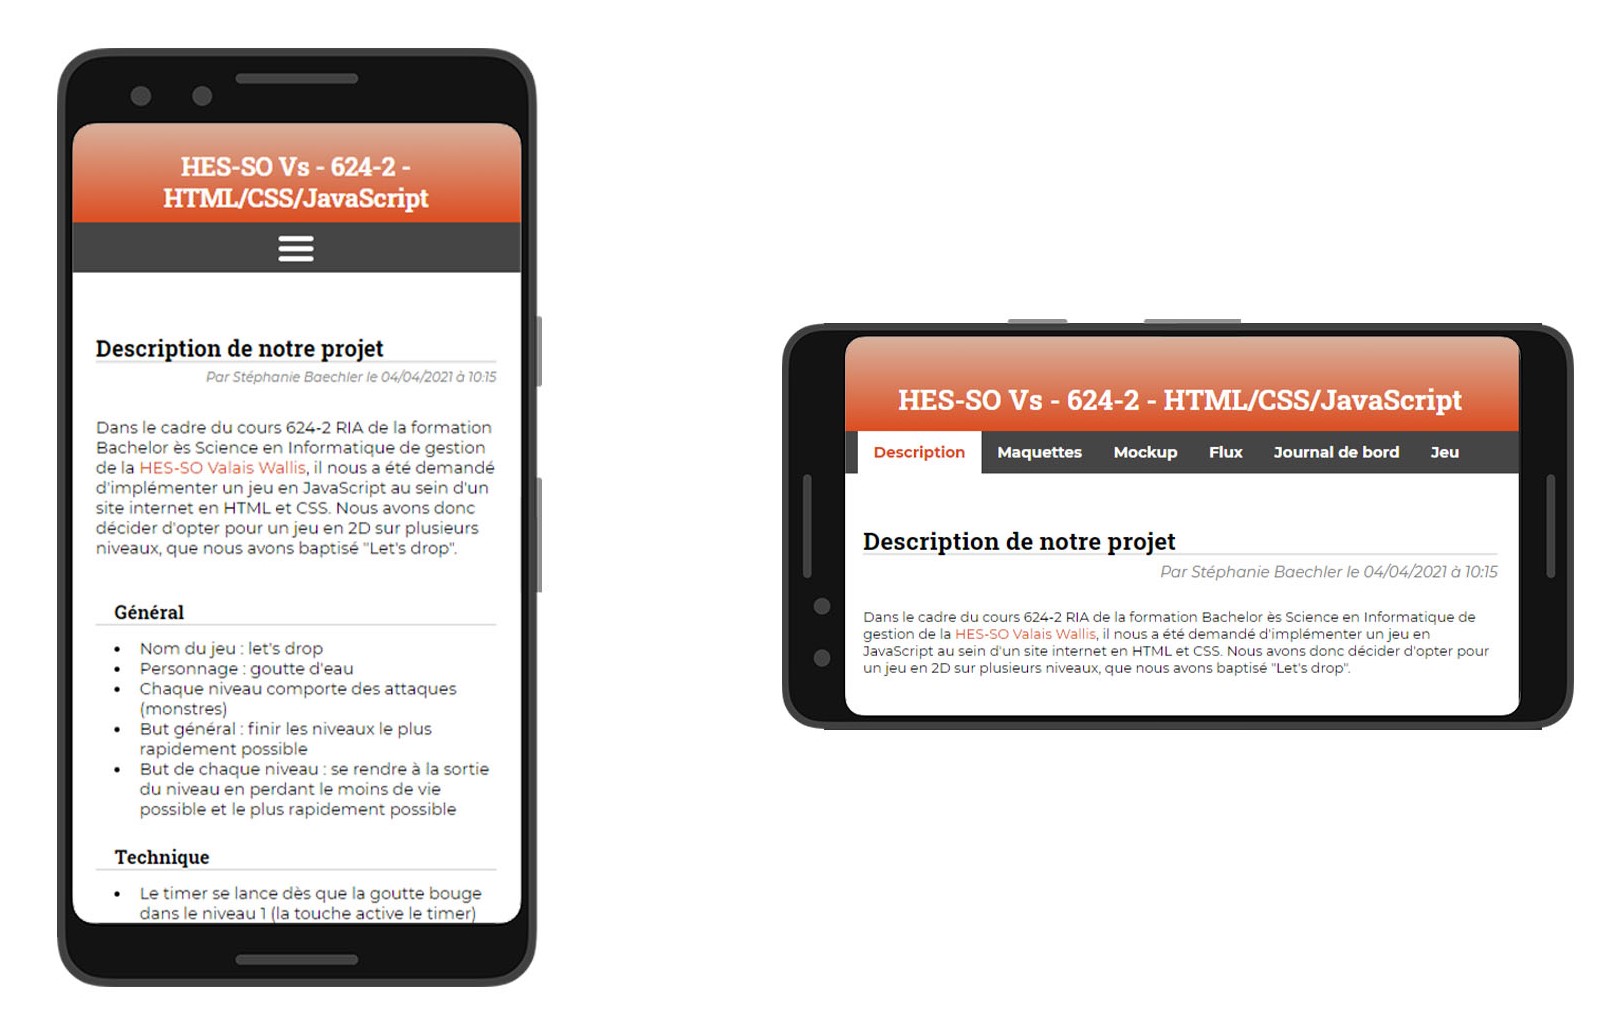 HES-SO Vs - 624-2 -
HTML/CSS/JavaScript
Description de notre projet
Par Stéphanie Baechler le 04/04/2021 à 10:15
Dans le cadre du cours 624-2 RIA de la formation
Bachelor ès Science en Informatique de gestion
de la HES-SO Valais Wallis, il nous a été demandé
d'implémenter un jeu en JavaScript au sein d'un
site internet en HTML et CSS. Nous avons donc
décider d'opter pour un jeu en 2D sur plusieurs
niveaux, que nous avons baptisé "Let's drop".
Général
• Nom du jeu : let's drop
• Personnage : goutte d'eau
• Chaque niveau comporte des attaques
(monstres)
• But général : finir les niveaux le plus
rapidement possible
• But de chaque niveau : se rendre à la sortie
du niveau en perdant le moins de vie
possible et le plus rapidement possible
Technique
• Le timer se lance dès que la goutte bouge
dans le niveau 1 (la touche active le timer)
HES-SO Vs - 624-2 - HTML/CSS/JavaScript
Description Maquettes Mockup Flux Journal de bord Jeu
Description de notre projet
Par Stéphanie Baechler le 04/04/2021 à 10:15
Dans le cadre du cours 624-2 RIA de la formation Bachelor ès Science en Informatique de
gestion de la HES-SO Valais Wallis, il nous a été demandé d'implémenter un jeu en
JavaScript au sein d'un site internet en HTML et CSS. Nous avons donc décider d'opter pour
un jeu en 2D sur plusieurs niveaux, que nous avons baptisé "Let's drop".